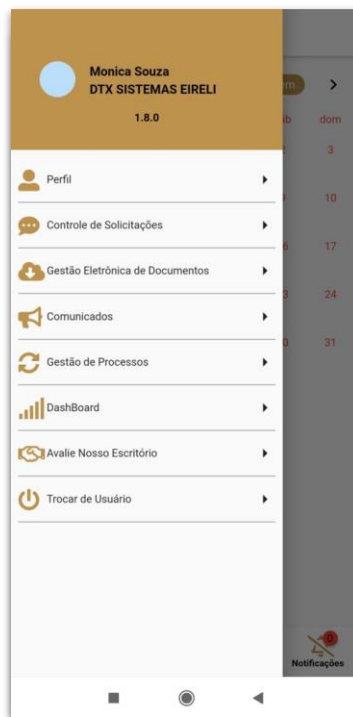 Monica Souza
DTX SISTEMAS EIRELI
1.8.0
Perfil
Controle de Solicitações
Gestão Eletrônica de Documentos
Comunicados
Gestão de Processos
DashBoard
Avalie Nosso Escritório
Trocar de Usuário
dom
3
10
17
24
31
0
Notificações